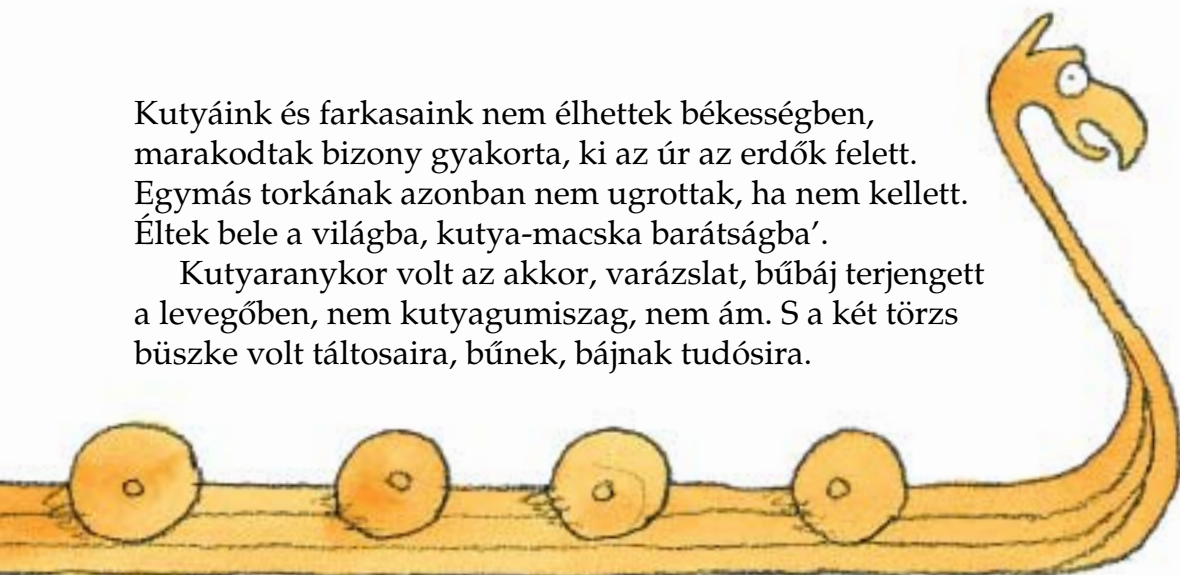 Kutyáink és farkasaink nem élhettek békességben,
marakodtak bizony gyakorta, ki az úr az erdők felett.
Egymás torkának azonban nem ugrottak, ha nem kellett.
Éltek bele a világba, kutya-macska barátságba’.
Kutyaranykor volt az akkor, varázslat, bűbáj terjengett
a levegőben, nem kutyagumiszag, nem ám. S a két törzs
büszke volt táltosaira, bűnek, bájnak tudósira.